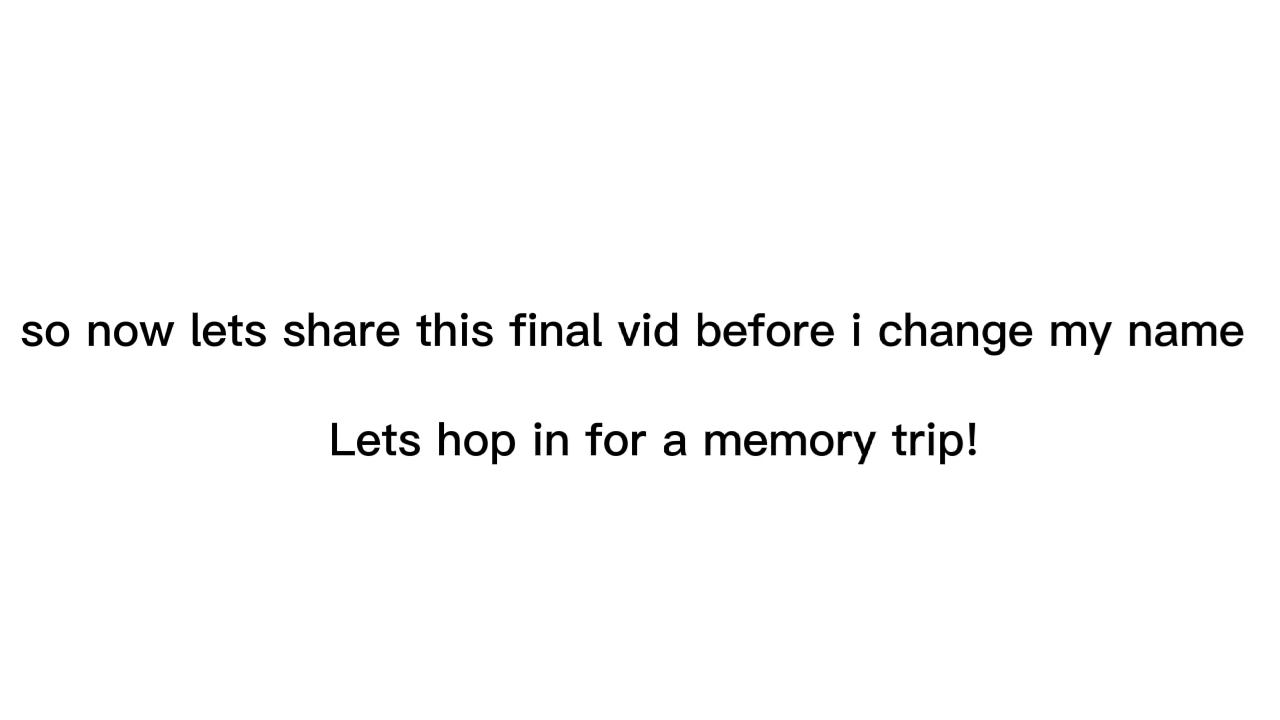 so now lets share this final vid before i change my name
Lets hop in for a memory trip!